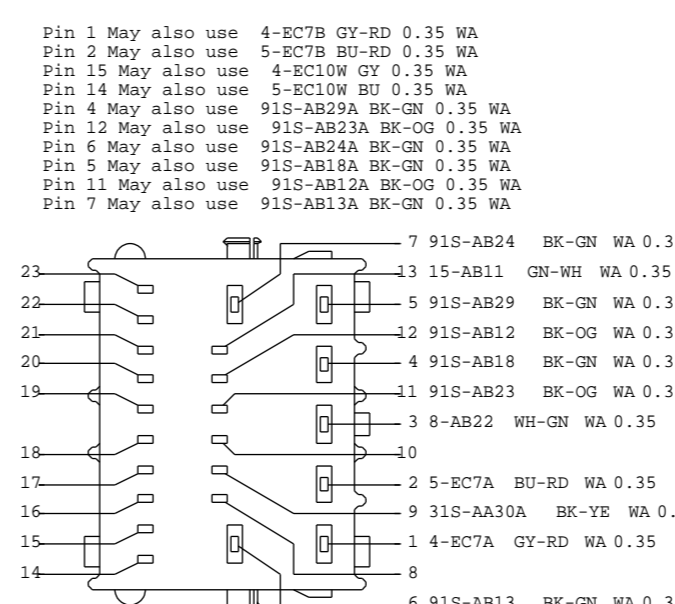 Pin 1 May also use 4-EC7B GY-RD 0.35 WA
Pin 2 May also use 5-EC7B BU-RD 0.35 WA
Pin 15 May also use 4-EC10W GY 0.35 WA
Pin 14 May also use 5-EC10W BU 0.35 WA
Pin 4 May also use 91S-AB29A BK-GN 0.35 WA
Pin 12 May also use 91S-AB23A BK-OG 0.35 WA
Pin 6 May also use 91S-AB24A BK-GN 0.35 WA
Pin 5 May also use 91S-AB18A BK-GN 0.35 WA
Pin 11 May also use 91S-AB12A BK-OG 0.35 WA
Pin 7 May also use 91S-AB13A BK-GN 0.35 WA
7 91S-AB24 BK-GN WA 0.3
23 13 15-AB11 GN-WH WA 0.35
22 5 91S-AB29 BK-GN WA 0.3
21 12 91S-AB12 BK-OG WA 0.3
20 4 91S-AB18 BK-GN WA 0.3
19 11 91S-AB23 BK-OG WA 0.3
3 8-AB22 WH-GN WA 0.35
18 10
17 2 5-EC7A BU-RD WA 0.35
16 9 31S-AA30A BK-YE WA 0.
15 1 4-EC7A GY-RD WA 0.35
14 8
6 91S-AB13 BK-GN WA 0.3